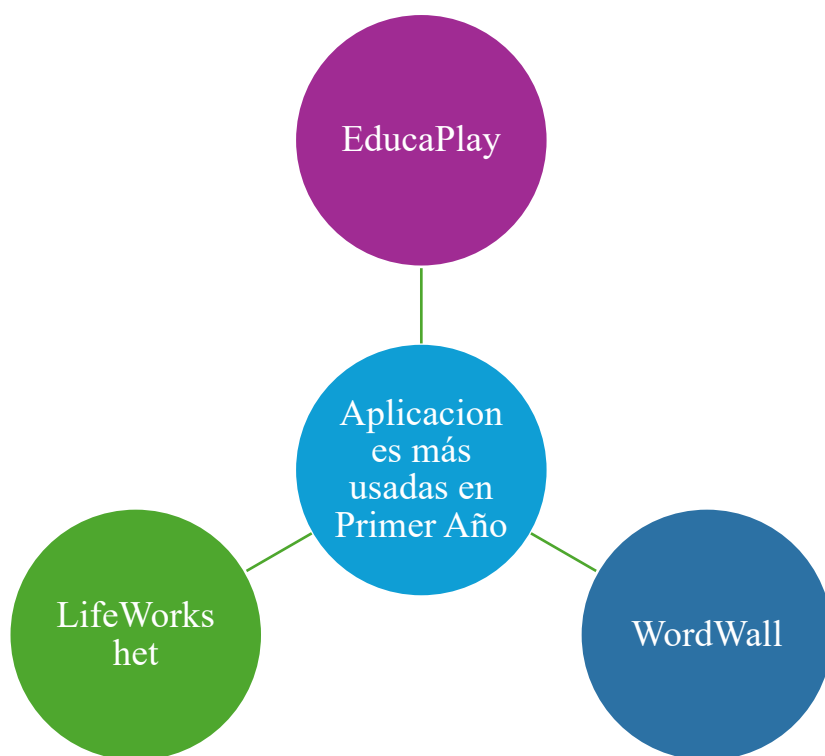 EducaPlay
Aplicacion
es más
usadas en
Primer Año
LifeWorks
het
WordWall